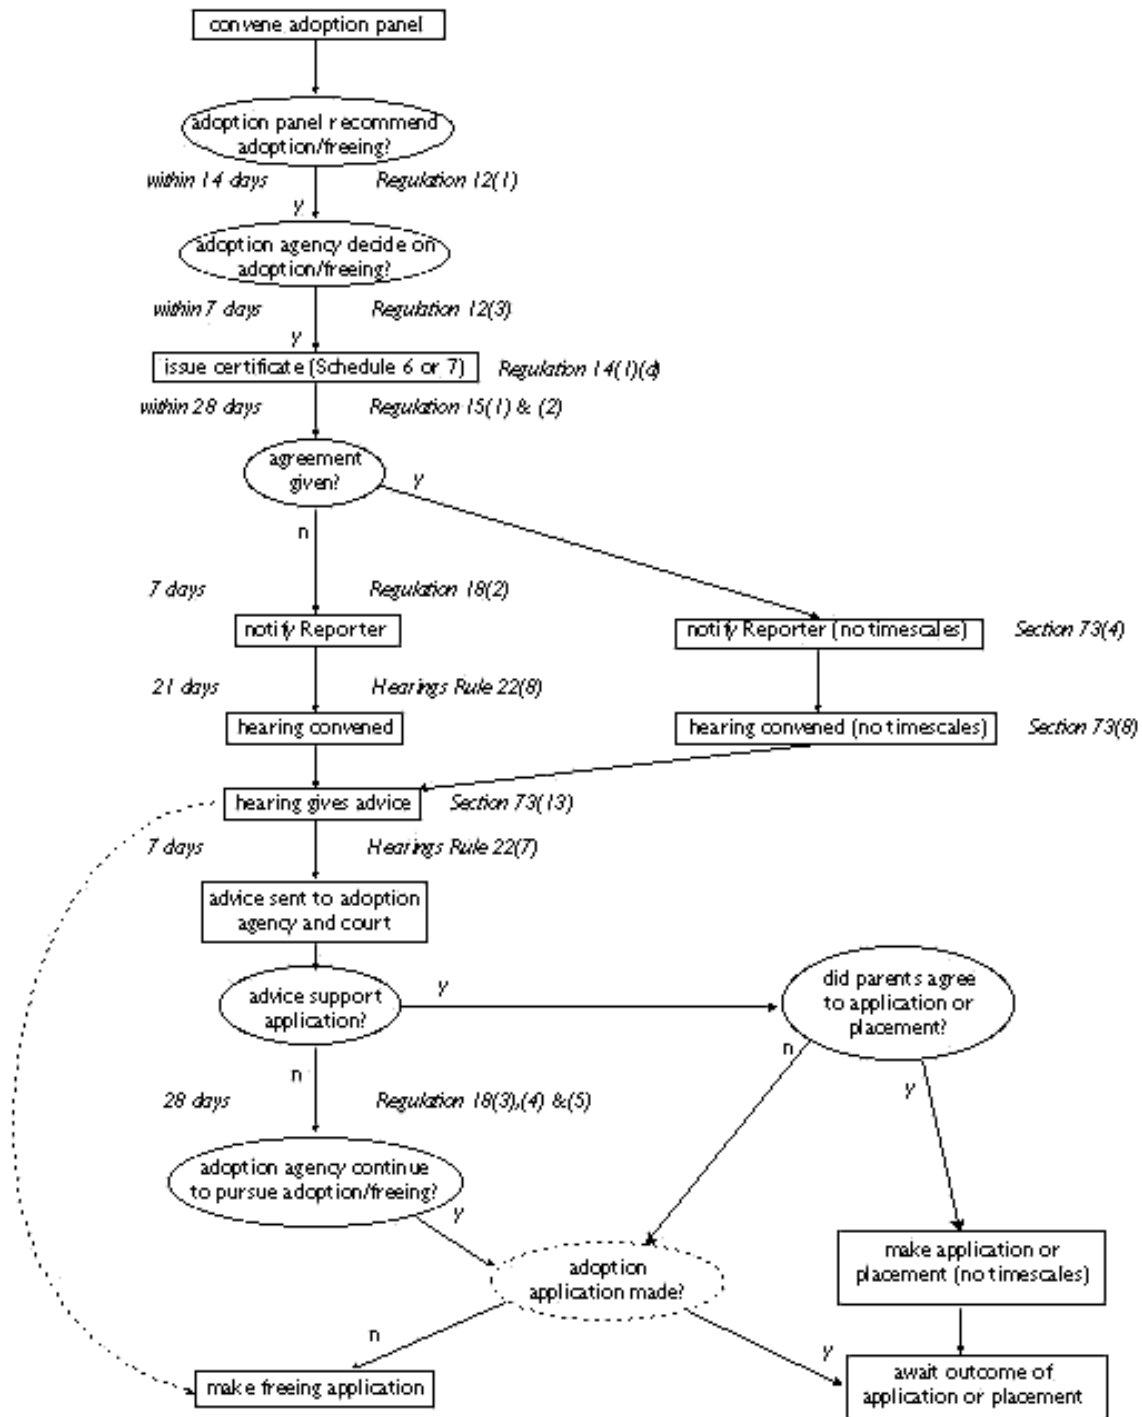 convene adoption panel
adoption panel recommend
adoption/freeing?
within 14 days
Regulation 12(1)
y
adoption agency decide on
adoption/freeing?
within 7 days
Regulation 12(3)
y
issue certificate (Schedule 6 or 7)
Regulation 14(1)(d)
within 28 days
Regulation 15(1) & (2)
agreement
given?
y
n
7 days
Regulation 18(2)
notify Reporter
notify Reporter (no timescales)
Section 73(4)
21 days
Hearings Rule 22(8)
hearing convened
hearing convened (no timescales)
Section 73(8)
hearing gives advice
Section 73(13)
7 days
Hearings Rule 22(7)
advice sent to adoption
agency and court
advice support
application?
y
did parents agree
to application or
placement?
n
n
y
28 days
Regulation 18(3),(4) &(5)
adoption agency continue
to pursue adoption/freeing?
y
adoption
application made?
make application or
placement (no timescales)
n
y
make freeing application
await outcome of
application or placement